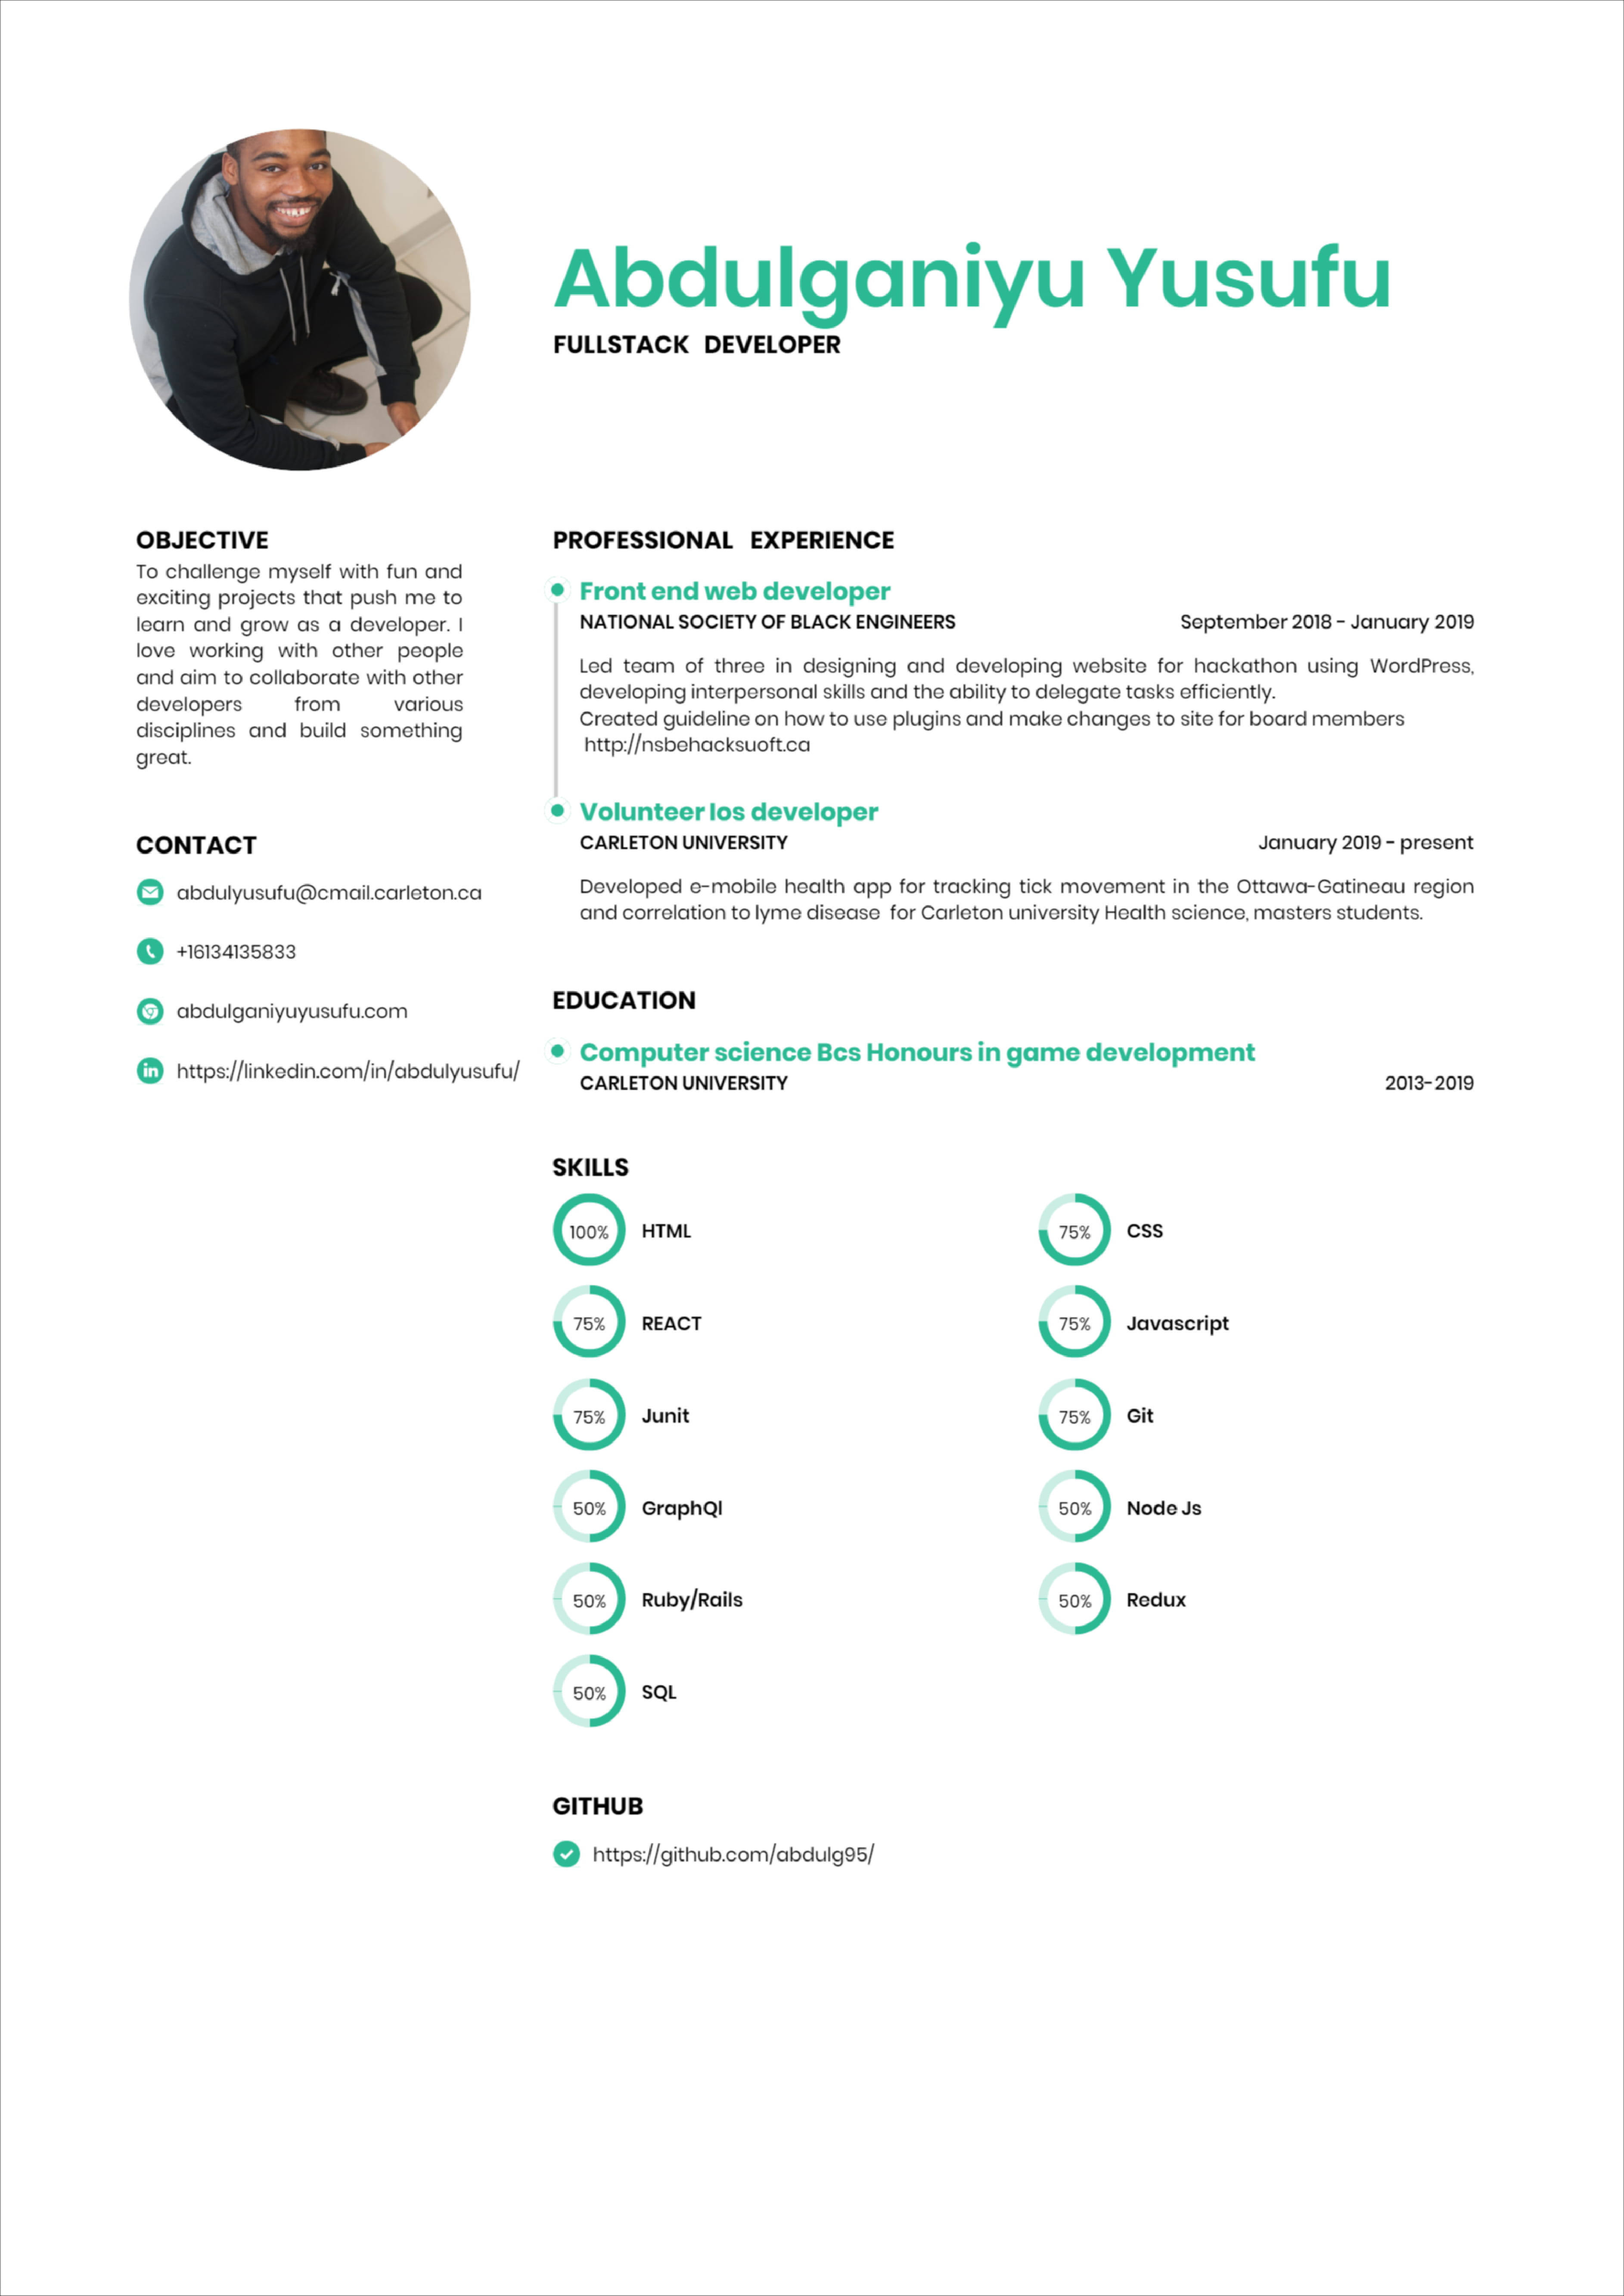 Abdulganiyu Yusufu
FULLSTACK DEVELOPER
OBJECTIVE
To challenge myself with fun and
exciting projects that push me to
learn and grow as a developer. I
love working with other people
and aim to collaborate with other
developers from various
disciplines and build something
great.
CONTACT
abdulyusufu@cmail.carleton.ca
+16134135833
abdulganiyuyusufu.com
https://linkedin.com/in/abdulyusufu/
PROFESSIONAL EXPERIENCE
Front end web developer
NATIONAL SOCIETY OF BLACK ENGINEERS September 2018 - January 2019
Led team of three in designing and developing website for hackathon using WordPress,
developing interpersonal skills and the ability to delegate tasks efficiently.
Created guideline on how to use plugins and make changes to site for board members
http://nsbehacksuoft.ca
Volunteer Ios developer
CARLETON UNIVERSITY January 2019 - present
Developed e-mobile health app for tracking tick movement in the Ottawa-Gatineau region
and correlation to lyme disease for Carleton university Health science, masters students.
EDUCATION
Computer science Bcs Honours in game development
CARLETON UNIVERSITY 2013-2019
SKILLS
100% HTML 75% CSS
75% REACT 75% Javascript
75% Junit 75% Git
50% GraphQl 50% Node Js
50% Ruby/Rails 50% Redux
50% SQL
GITHUB
https://github.com/abdulg95/